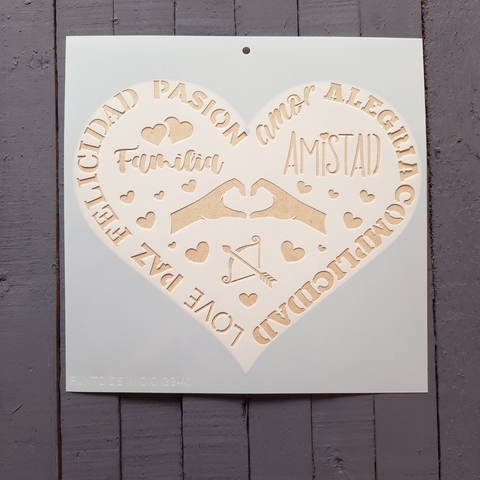 PASION
amor
ALEGRIA
COMPLICIDAD
LOVE
PAZ
FELICIDAD
Familia
AMISTAD